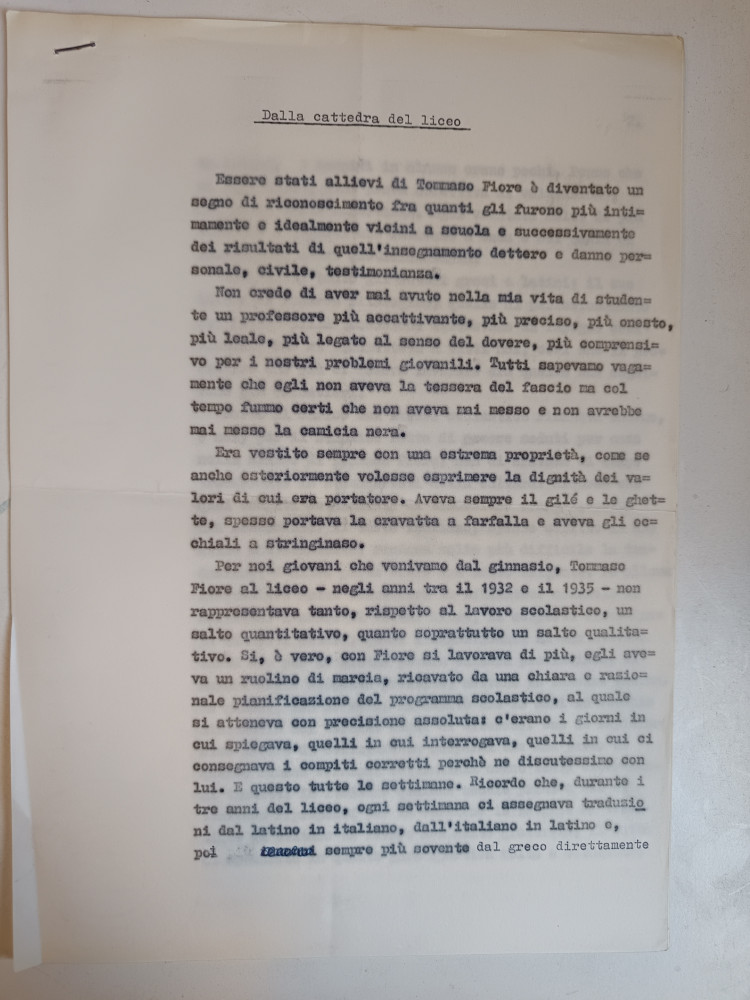 Dalla cattedra del liceo
Essere stati allievi di Tommaso Fiore è diventato un
segno di riconoscimento fra quanti gli furono più inti=
mamente e idealmente vicini a scuola e successivamente
dei risultati di quell'insegnamento dettero e danno per=
sonale, civile, testimonianza.
Non credo di aver mai avuto nella mia vita di studen=
te un professore più accattivante, più preciso, più onesto,
più leale, più legato al senso del dovere, più comprensi=
vo per i nostri problemi giovanili. Tutti sapevamo vaga=
mente che egli non aveva la tessera del fascio ma col
tempo fummo certi che non aveva mai messo e non avrebbe
mai messo la camicia nera.
Era vestito sempre con una estrema proprietà, come se
anche esteriormente volesse esprimere la dignità dei va=
lori di cui era portatore. Aveva sempre il gilé e le ghet=
te, spesso portava la cravatta a farfalla e aveva gli oc=
chiali a stringinaso.
Per noi giovani che venivamo dal ginnasio, Tommaso
Fiore al liceo - negli anni tra il 1932 e il 1935 - non
rappresentava tanto, rispetto al lavoro scolastico, un
salto quantitativo, quanto soprattutto un salto qualita=
tivo. Si, è vero, con Fiore si lavorava di più, egli ave=
va un ruolino di marcia, ricavato da una chiara e razio=
nale pianificazione del programma scolastico, al quale
si atteneva con precisione assoluta: c'erano i giorni in
cui spiegava, quelli in cui interrogava, quelli in cui ci
consegnava i compiti corretti perchè ne discutessimo con
lui. E questo tutte le settimane. Ricordo che, durante i
tre anni del liceo, ogni settimana ci assegnava traduzio
ni dal latino in italiano, dall'italiano in latino e,
poi sempre più sovente dal greco direttamente